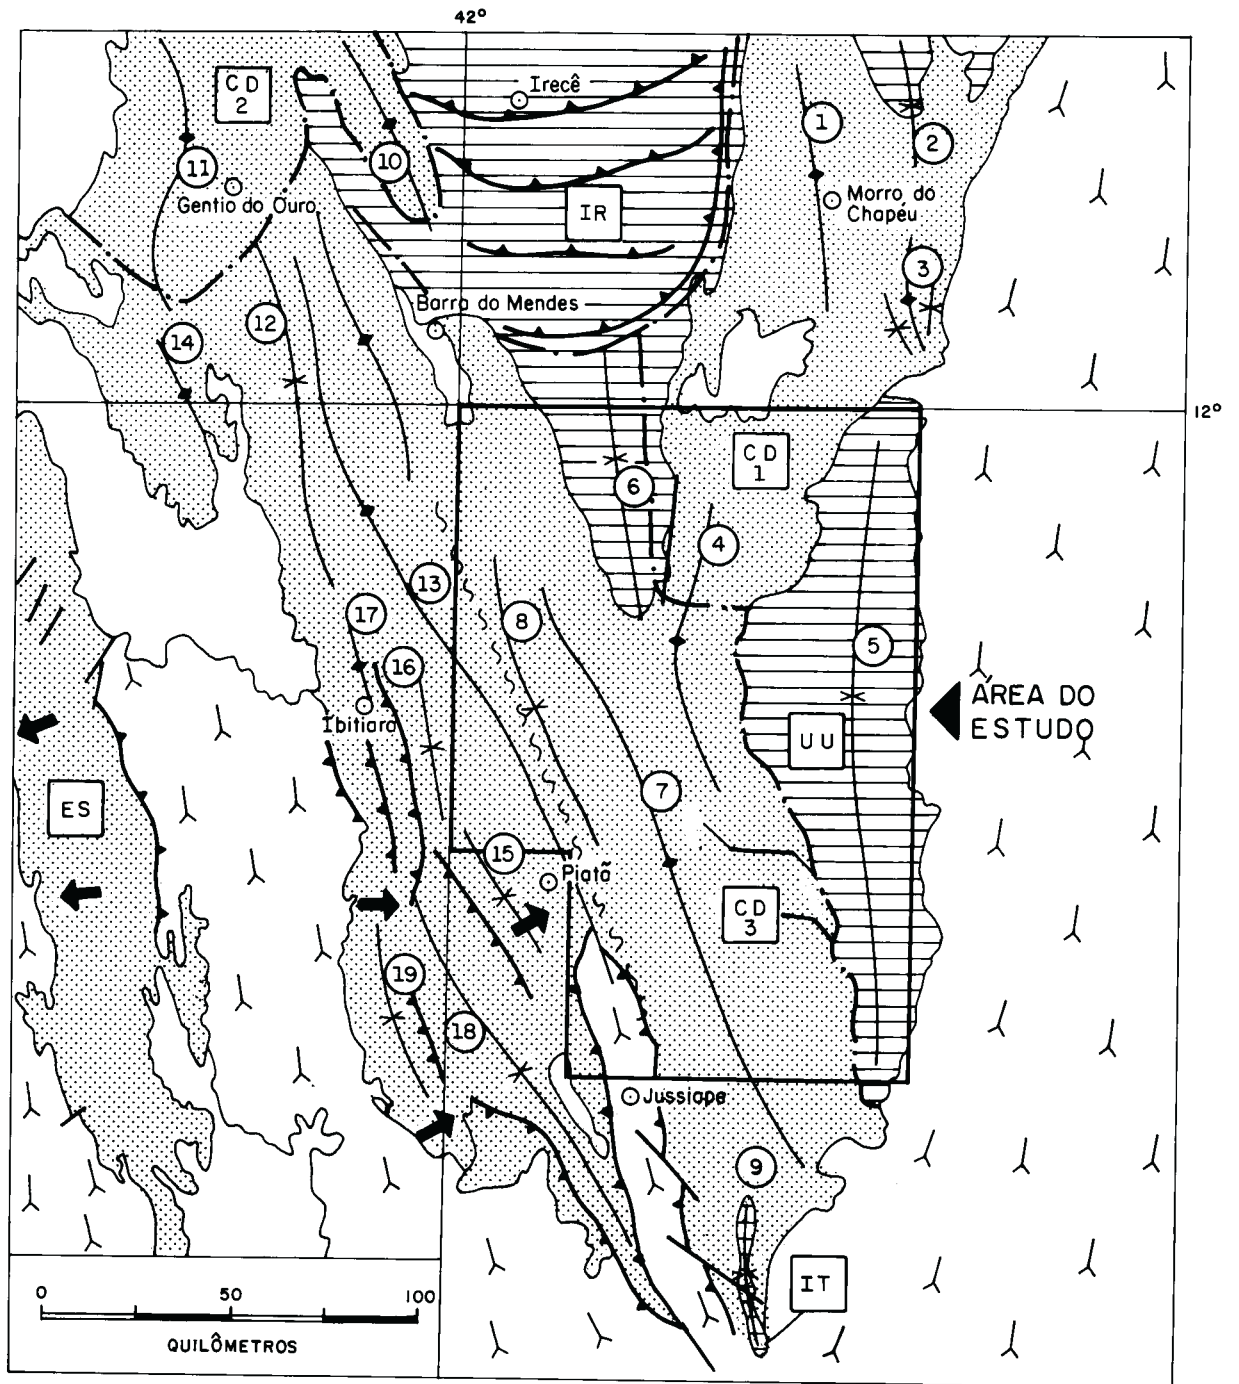 42°
CD
2
Irecê
1
2
11
10
Gentio do Ouro
IR
Morro do
Chapéu
3
Barra do Mendes
12
14
12°
CD
1
6
4
13
8
17
16
5
Ibitiara
ÁREA DO
ESTUDO
UU
ES
7
15
Piatã
CD
3
19
18
Jussiape
9
IT
0 50 100
QUILÔMETROS